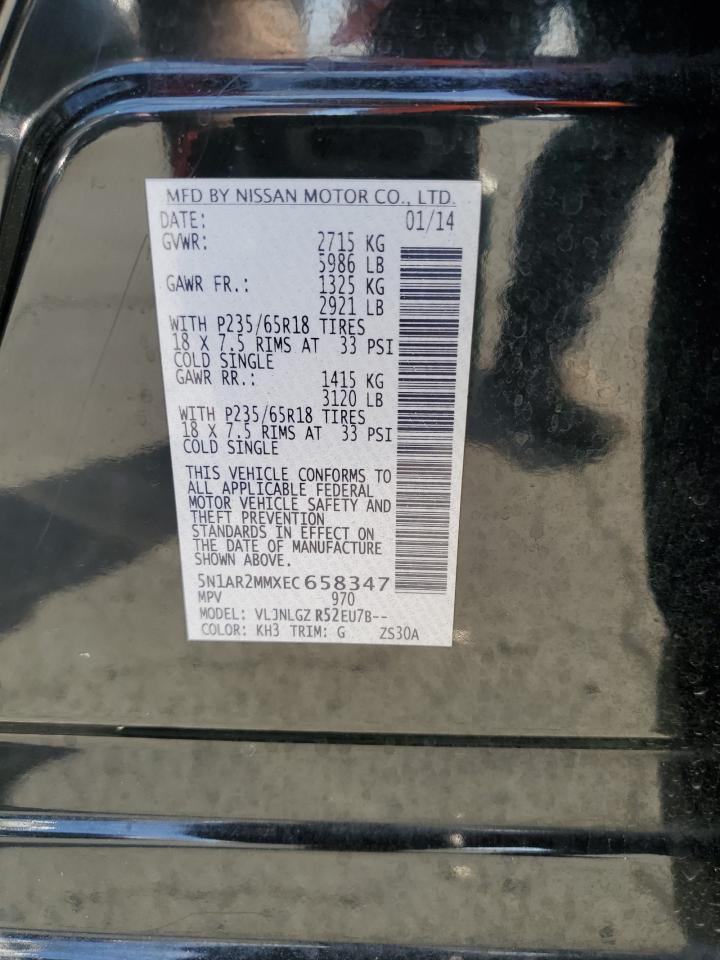 MFD BY NISSAN MOTOR CO., LTD.
DATE: 01/14
GVWR: 2715 KG
5986 LB
GAWR FR.: 1325 KG
2921 LB
WITH P235/65R18 TIRES
18 X 7.5 RIMS AT 33 PSI
COLD SINGLE
GAWR RR.: 1415 KG
3120 LB
WITH P235/65R18 TIRES
18 X 7.5 RIMS AT 33 PSI
COLD SINGLE
THIS VEHICLE CONFORMS TO
ALL APPLICABLE FEDERAL
MOTOR VEHICLE SAFETY AND
THEFT PREVENTION
STANDARDS IN EFFECT ON
THE DATE OF MANUFACTURE
SHOWN ABOVE.
5N1AR2MMXEC658347
MPV 970
MODEL: VLJNLGZ R52EU7B--
COLOR: KH3 TRIM: G ZS30A